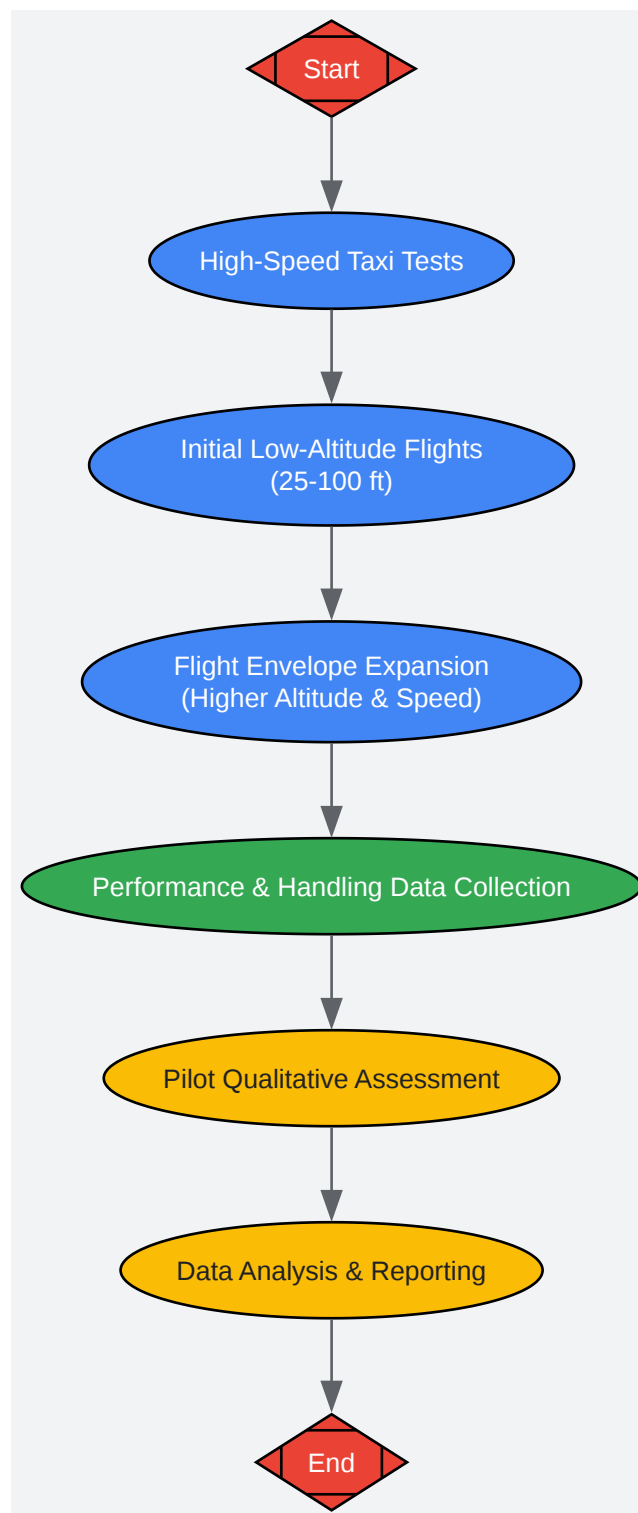 Start
High-Speed Taxi Tests
Initial Low-Altitude Flights
(25-100 ft)
Flight Envelope Expansion
(Higher Altitude & Speed)
Performance & Handling Data Collection
Pilot Qualitative Assessment
Data Analysis & Reporting
End